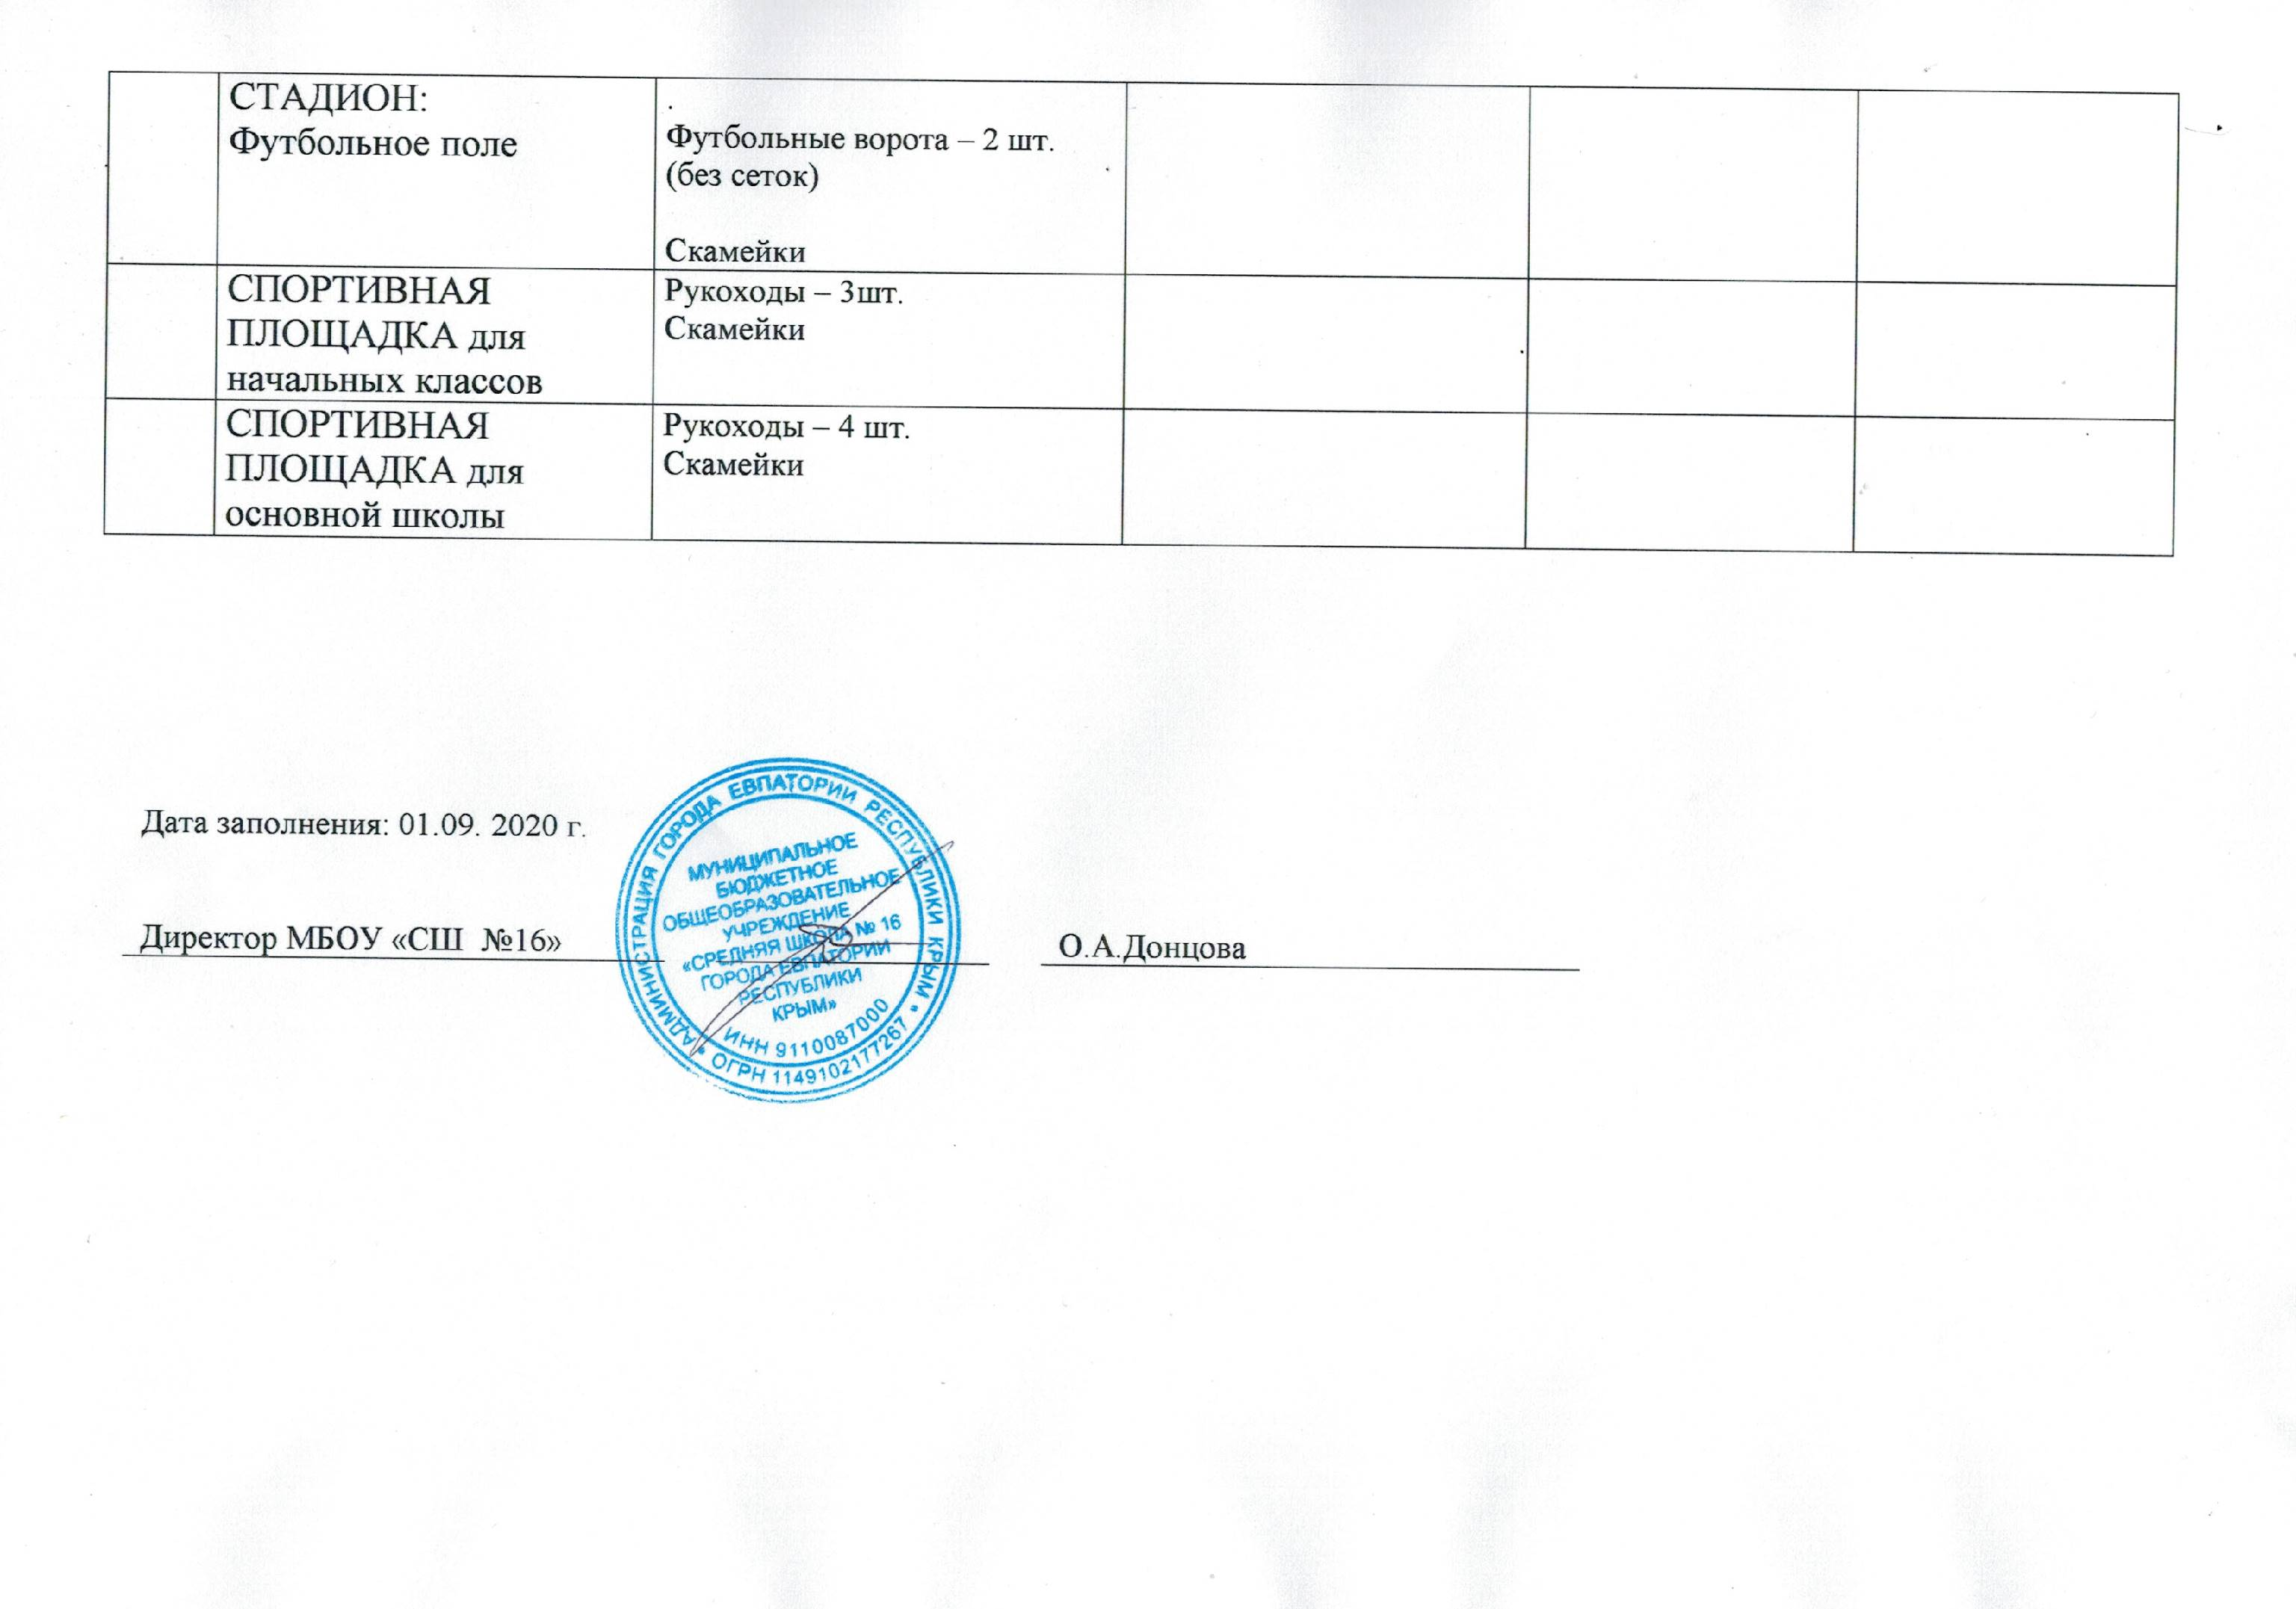 СТАДИОН:
Футбольное поле
.
Футбольные ворота – 2 шт.
(без сеток)
Скамейки
СПОРТИВНАЯ
ПЛОЩАДКА для
начальных классов
Рукоходы – 3шт.
Скамейки
СПОРТИВНАЯ
ПЛОЩАДКА для
основной школы
Рукоходы – 4 шт.
Скамейки
Дата заполнения: 01.09. 2020 г.
Директор МБОУ «СШ №16»
О.А.Донцова
АДМИНИСТРАЦИЯ ГОРОДА ЕВПАТОРИИ РЕСПУБЛИКИ КРЫМ
МУНИЦИПАЛЬНОЕ
БЮДЖЕТНОЕ
ОБЩЕОБРАЗОВАТЕЛЬНОЕ
УЧРЕЖДЕНИЕ
«СРЕДНЯЯ ШКОЛА № 16
ГОРОДА ЕВПАТОРИИ
РЕСПУБЛИКИ
КРЫМ»
ИНН 9110087000
• ОГРН 1149102177267 •